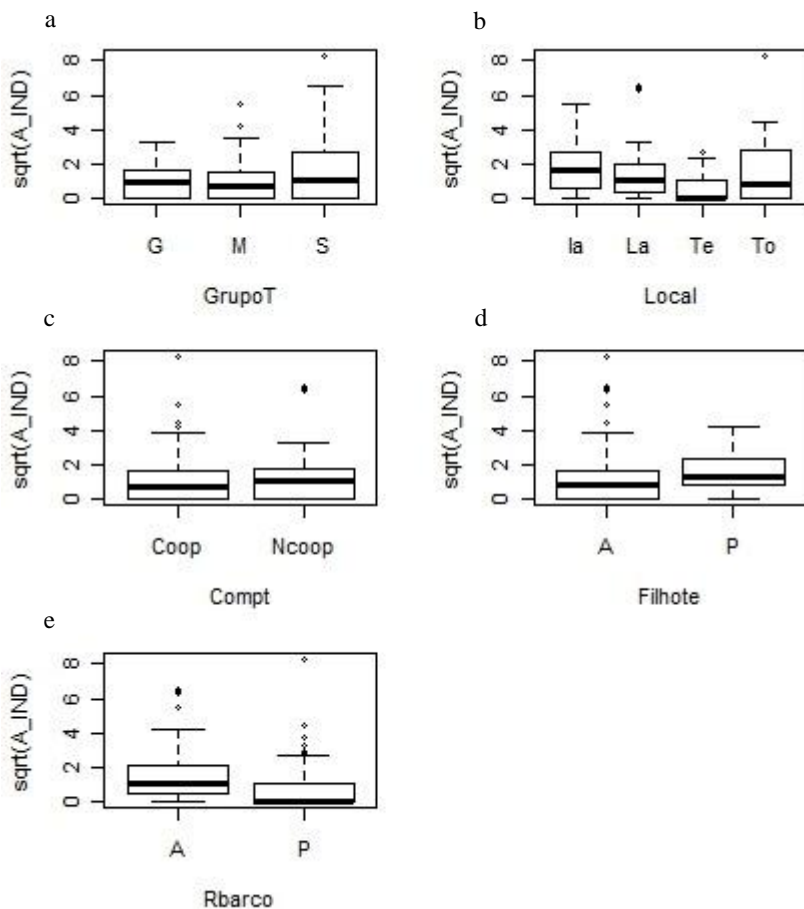 a
sqrt(A_IND)
8
6
4
2
0
G M S
GrupoT
b
sqrt(A_IND)
8
6
4
2
0
Ia La Te To
Local
c
sqrt(A_IND)
8
6
4
2
0
Coop Ncoop
Compt
d
sqrt(A_IND)
8
6
4
2
0
A P
Filhote
e
sqrt(A_IND)
8
6
4
2
0
A P
Rbarco